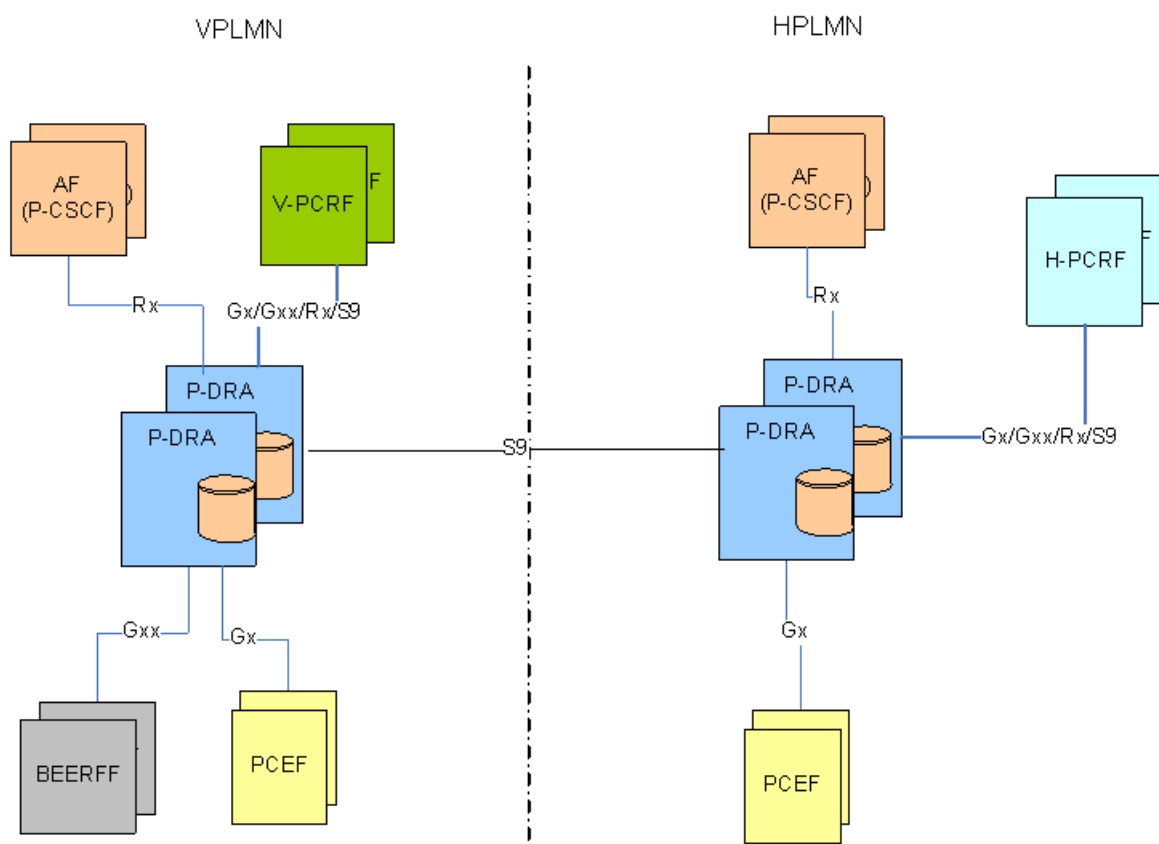 VPLMN
HPLMN
AF
(P-CSCF)
)
V-PCRF
F
AF
(P-CSCF)
)
H-PCRF
F
Rx
Gx/Gxx/Rx/S9
Rx
P-DRA
P-DRA
P-DRA
P-DRA
S9
Gx/Gxx/Rx/S9
Gxx
Gx
Gx
BEERFF
PCEF
PCEF